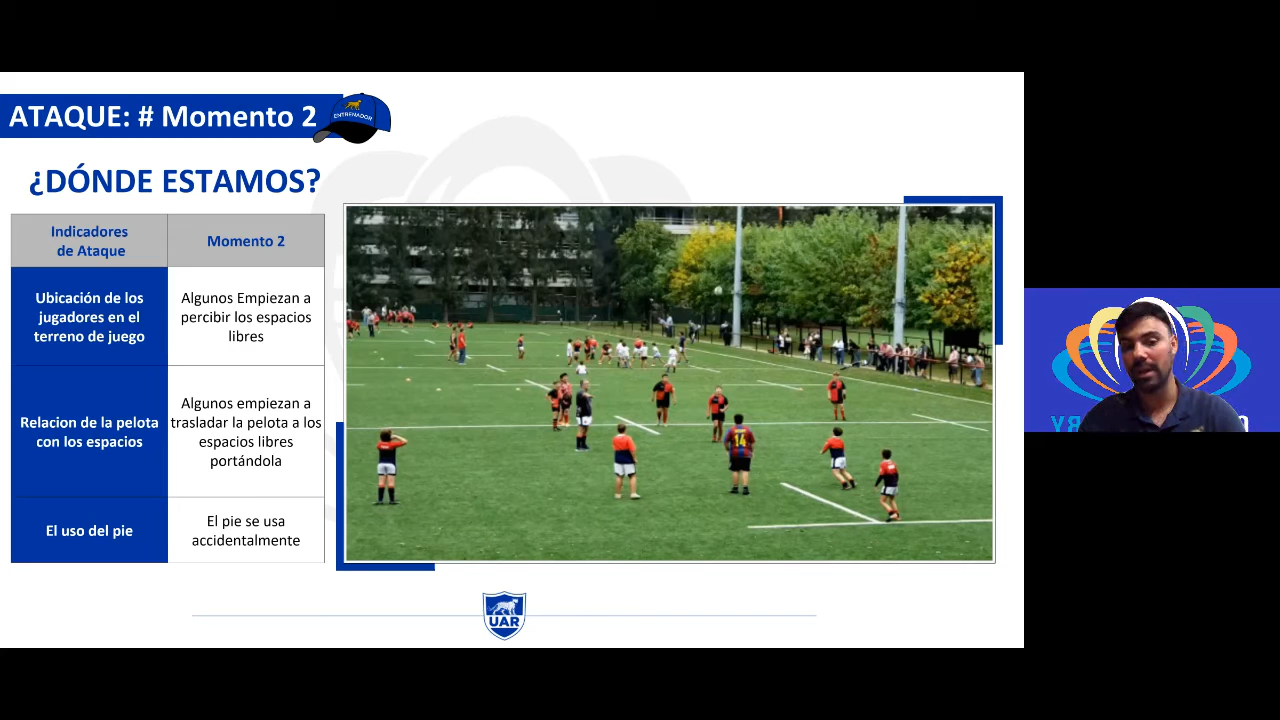 ATAQUE: # Momento 2
ENTRENADOR
¿DÓNDE ESTAMOS?
Indicadores
de Ataque
Momento 2
Ubicación de los
jugadores en el
terreno de juego
Algunos Empiezan a
percibir los espacios
libres
Relacion de la pelota
con los espacios
Algunos empiezan a
trasladar la pelota a los
espacios libres
portándola
El uso del pie
El pie se usa
accidentalmente
14
UAR